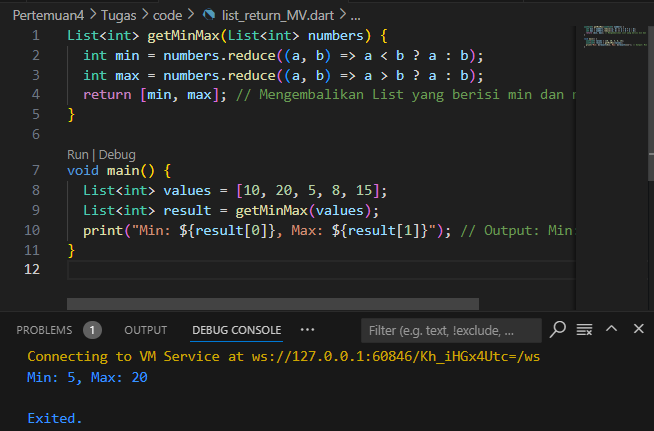 Pertemuan4 > Tugas > code > list_return_MV.dart > ...
1 List<int> getMinMax(List<int> numbers) {
2 int min = numbers.reduce((a, b) => a < b ? a : b);
3 int max = numbers.reduce((a, b) => a > b ? a : b);
4 return [min, max]; // Mengembalikan List yang berisi min dan
5 }
6
Run | Debug
7 void main() {
8 List<int> values = [10, 20, 5, 8, 15];
9 List<int> result = getMinMax(values);
10 print("Min: ${result[0]}, Max: ${result[1]}"); // Output: Min
11 }
12
PROBLEMS 1 OUTPUT DEBUG CONSOLE ... Filter (e.g. text, !exclude, ...
Connecting to VM Service at ws://127.0.0.1:60846/Kh_iHGx4Utc=/ws
Min: 5, Max: 20
Exited.